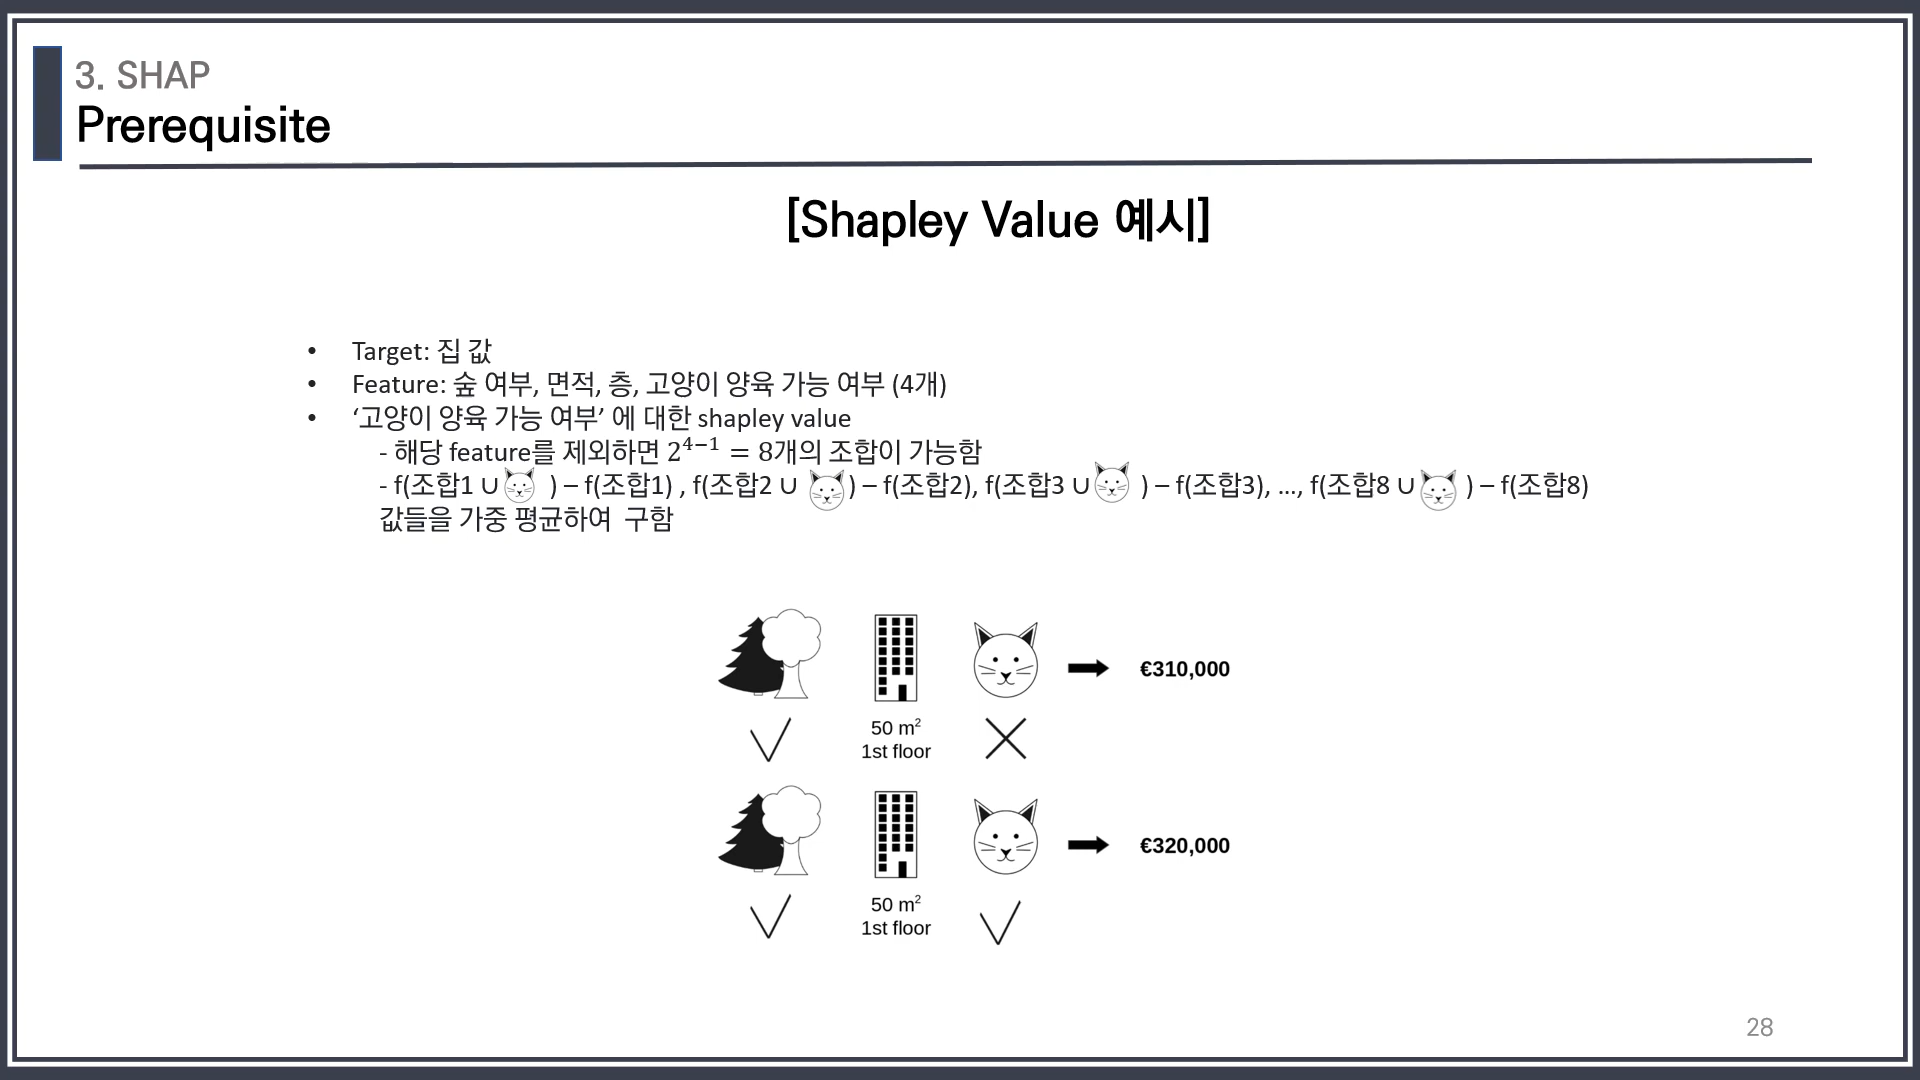 3. SHAP
Prerequisite
[Shapley Value 예시]
• Target: 집 값
• Feature: 숲 여부, 면적, 층, 고양이 양육 가능 여부 (4개)
• ‘고양이 양육 가능 여부’ 에 대한 shapley value
- 해당 feature를 제외하면 2⁴⁻¹ = 8개의 조합이 가능함
- f(조합1 ∪ ) – f(조합1) , f(조합2 ∪ ) – f(조합2), f(조합3 ∪ ) – f(조합3), …, f(조합8 ∪ ) – f(조합8)
값들을 가중 평균하여 구함
€310,000
50 m²
1st floor
€320,000
50 m²
1st floor
28